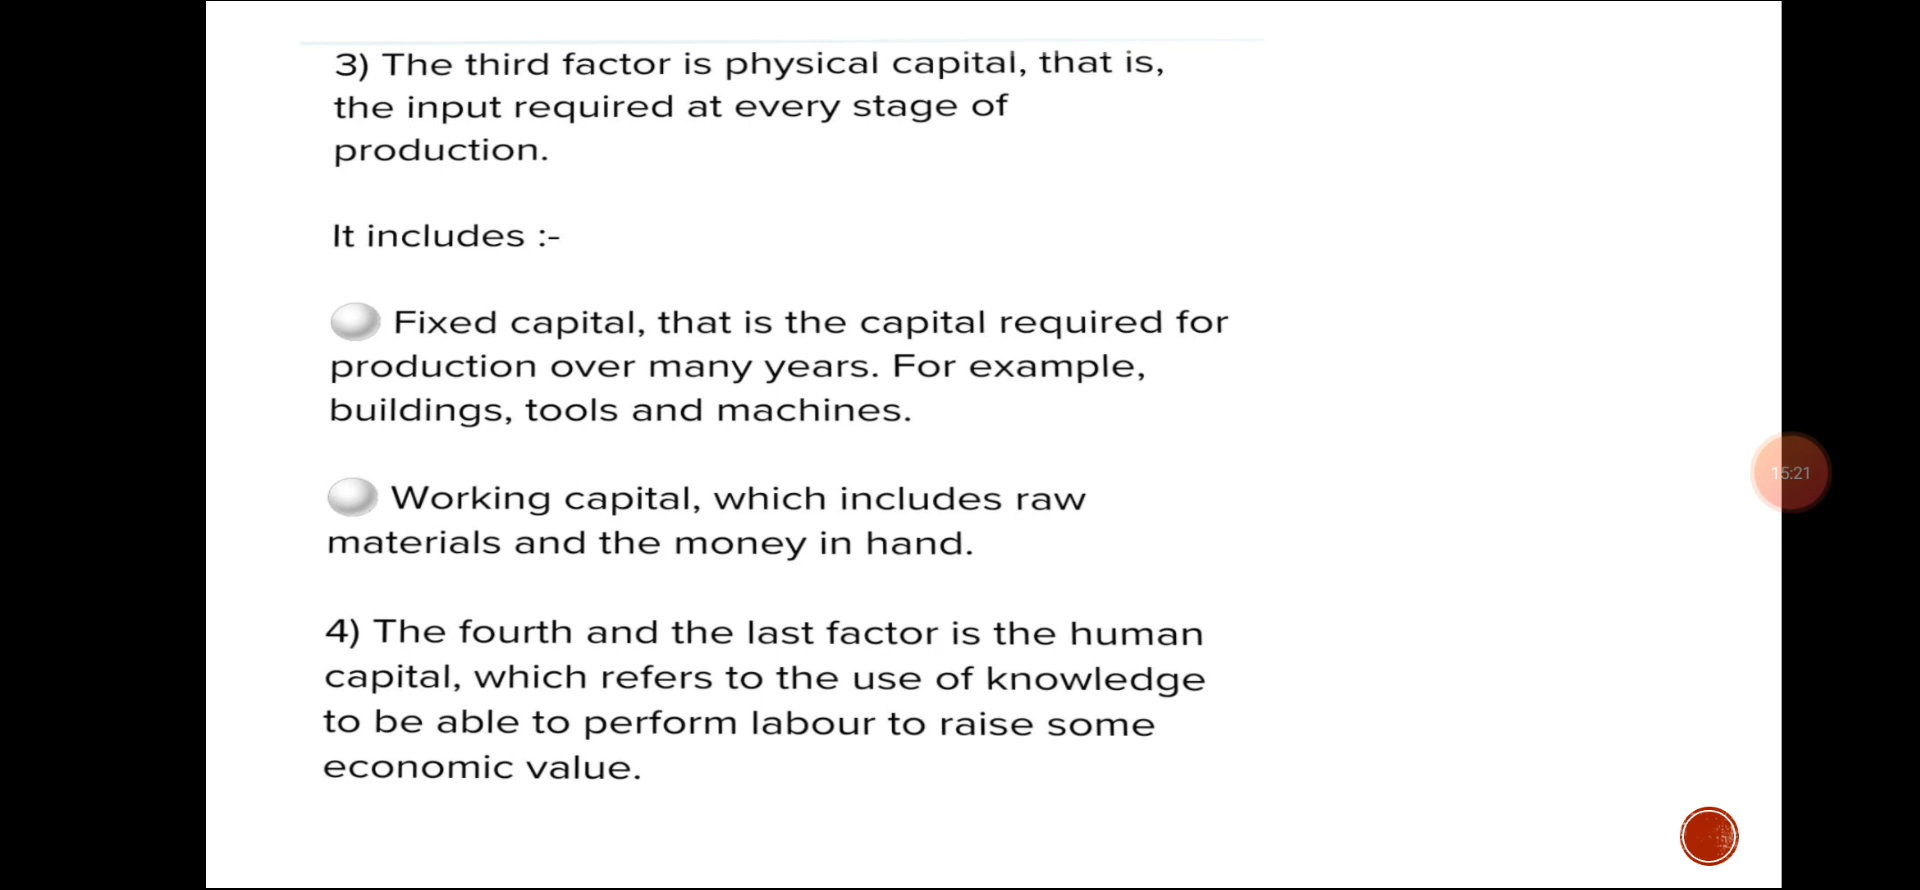 3) The third factor is physical capital, that is,
the input required at every stage of
production.
It includes :-
Fixed capital, that is the capital required for
production over many years. For example,
buildings, tools and machines.
Working capital, which includes raw
materials and the money in hand.
4) The fourth and the last factor is the human
capital, which refers to the use of knowledge
to be able to perform labour to raise some
economic value.
15:21